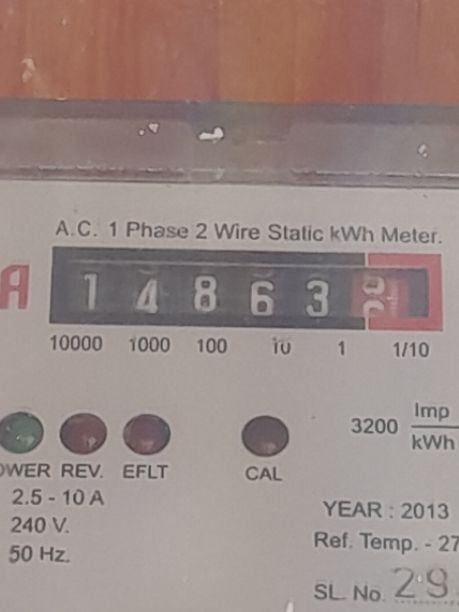 A.C. 1 Phase 2 Wire Static kWh Meter.
A 1 4 8 6 3
10000 1000 100 10 1 1/10
3200 Imp
kWh
OWER REV. EFLT CAL
2.5 - 10 A
240 V.
50 Hz.
YEAR : 2013
Ref. Temp. - 27
SL. No. 29